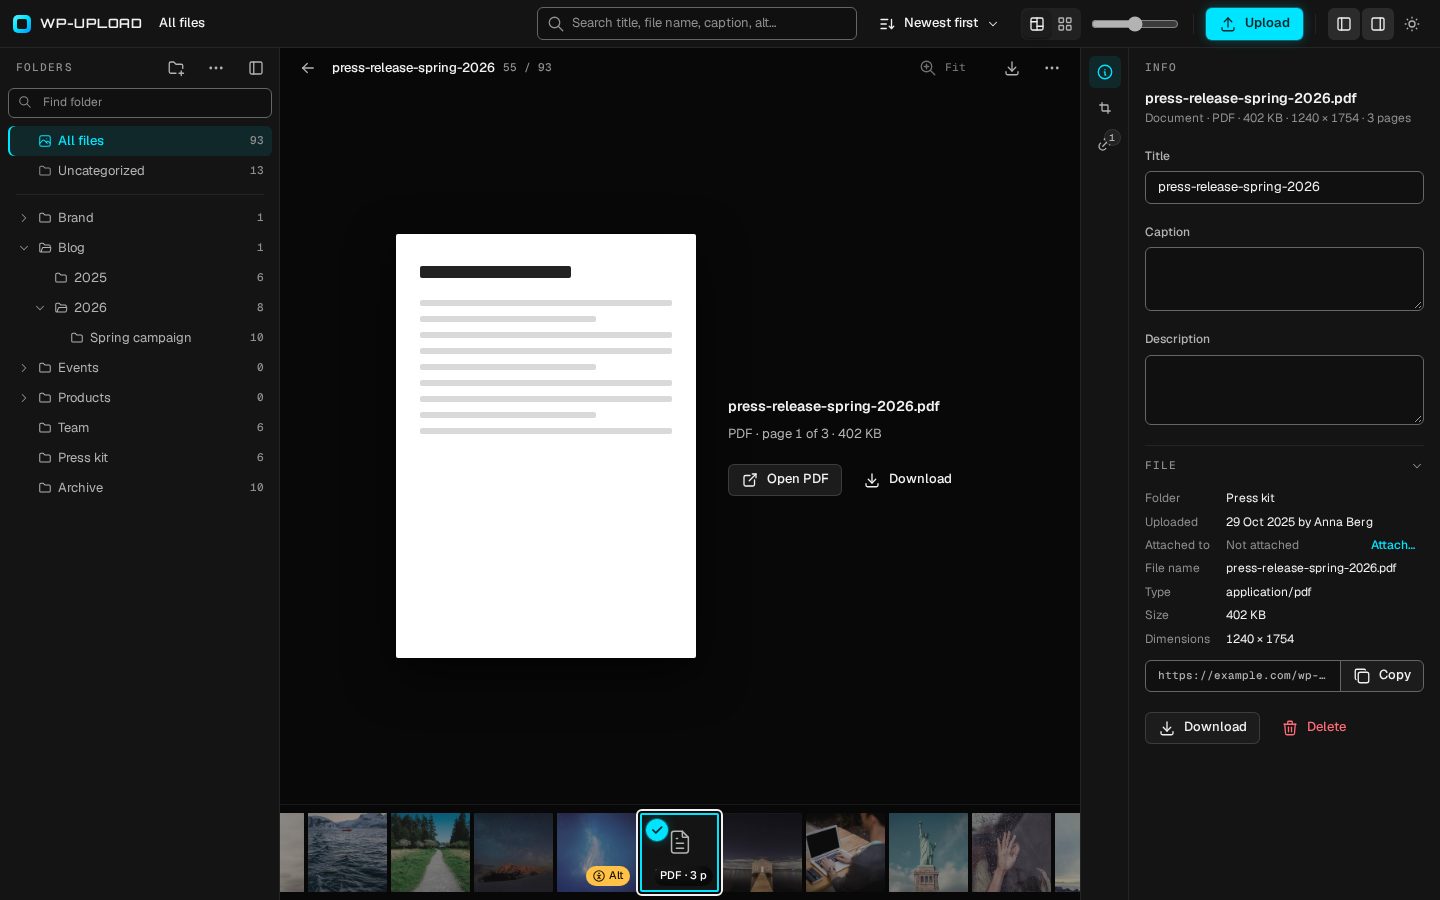 WP-UPLOAD
All files
Search title, file name, caption, alt…
Newest first
Upload
FOLDERS
Find folder
All files 93
Uncategorized 13
Brand 1
Blog 1
2025 6
2026 8
Spring campaign 10
Events 0
Products 0
Team 6
Press kit 6
Archive 10
press-release-spring-2026 55 / 93
Fit
press-release-spring-2026.pdf
PDF · page 1 of 3 · 402 KB
Open PDF
Download
Alt
PDF · 3 p
1
INFO
press-release-spring-2026.pdf
Document · PDF · 402 KB · 1240 × 1754 · 3 pages
Title
press-release-spring-2026
Caption
Description
FILE
Folder Press kit
Uploaded 29 Oct 2025 by Anna Berg
Attached to Not attached Attach…
File name press-release-spring-2026.pdf
Type application/pdf
Size 402 KB
Dimensions 1240 × 1754
https://example.com/wp-… Copy
Download
Delete